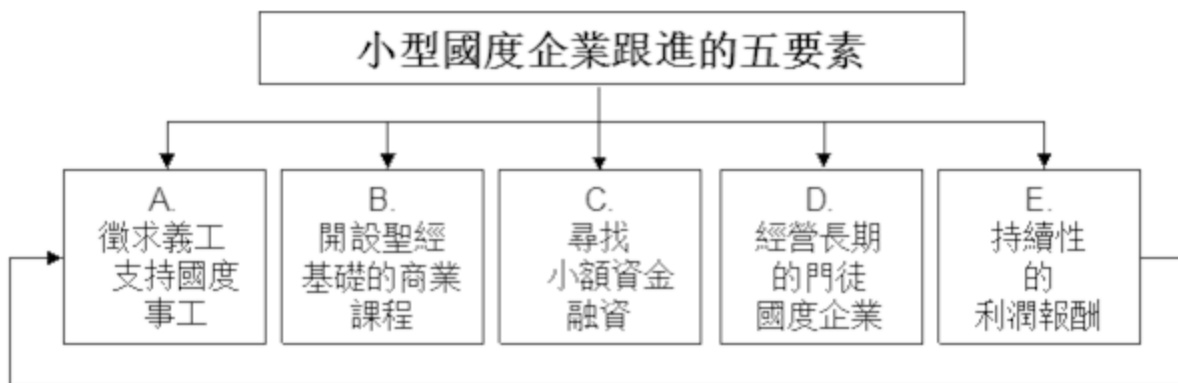 小型國度企業跟進的五要素
A.
徵求義工
支持國度
事工
B.
開設聖經
基礎的商業
課程
C.
尋找
小額資金
融資
D.
經營長期
的門徒
國度企業
E.
持續性
的
利潤報酬